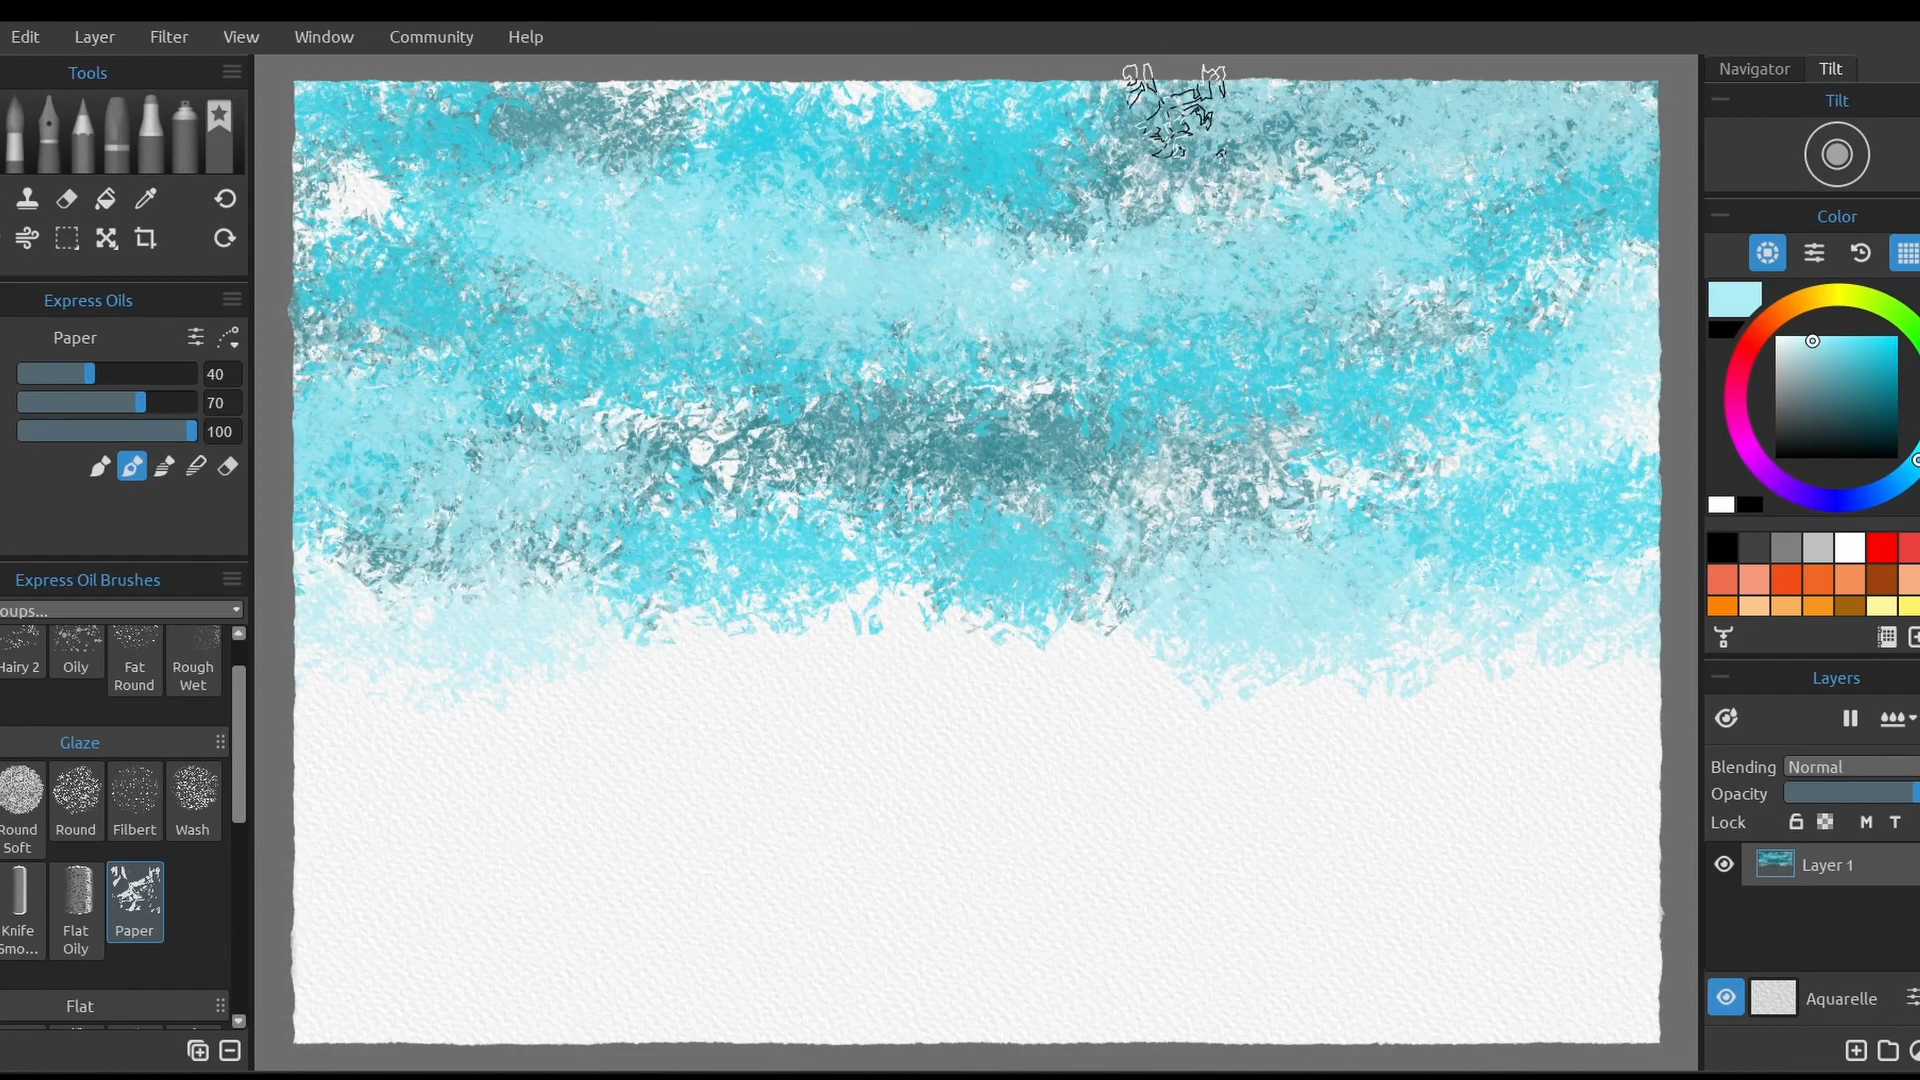 Edit Layer Filter View Window Community Help
Tools
Express Oils
Paper
40
70
100
Express Oil Brushes
oups...
Hairy 2 Oily Fat Round Rough Wet
Glaze
Round Soft Round Filbert Wash
Knife Smo... Flat Oily Paper
Flat
Navigator Tilt
Tilt
Color
Layers
Blending Normal
Opacity
Lock M T
Layer 1
Aquarelle